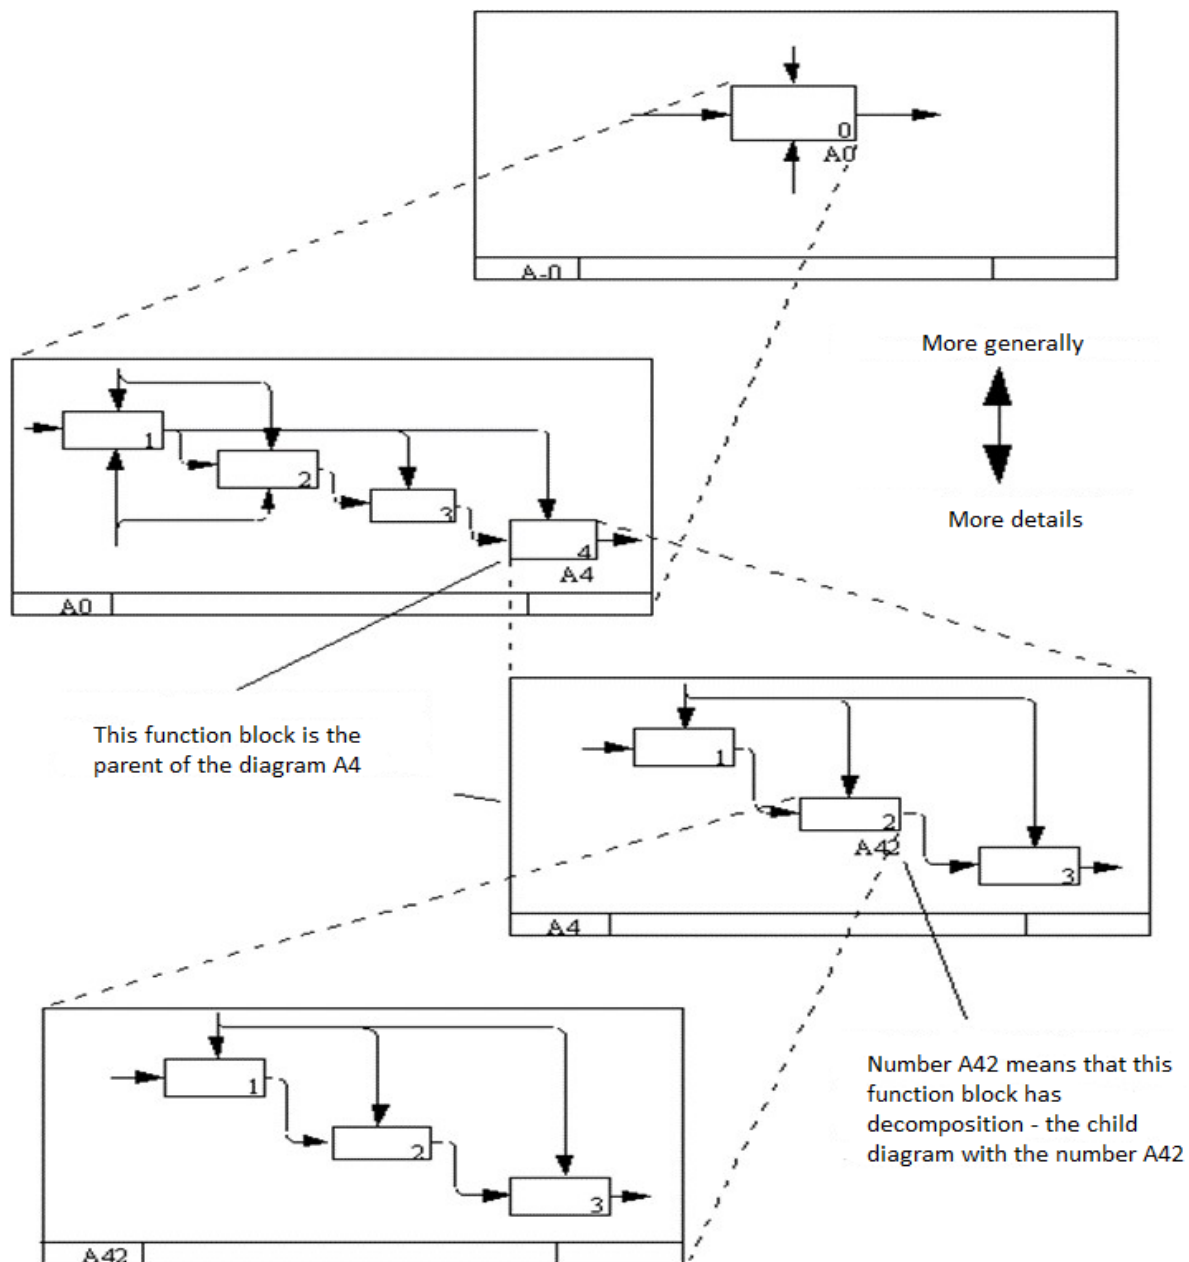 0
A0
A-0
More generally
More details
1
2
3
4
A4
A0
This function block is the
parent of the diagram A4
1
2
A42
3
A4
Number A42 means that this
function block has
decomposition - the child
diagram with the number A42
1
2
3
A42